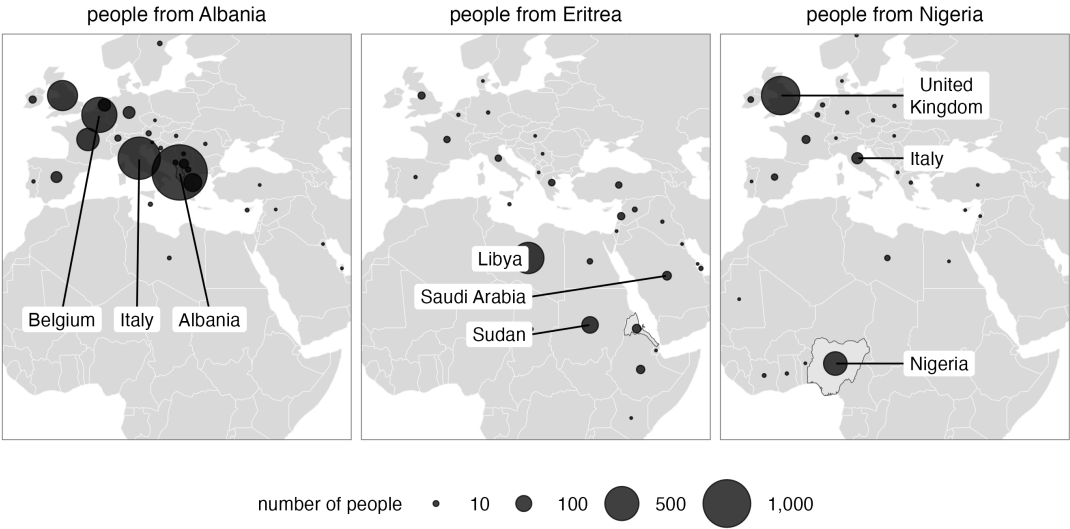 people from Albania
people from Eritrea
people from Nigeria
United
Kingdom
Italy
Libya
Saudi Arabia
Belgium
Italy
Albania
Sudan
Nigeria
number of people
10
100
500
1,000